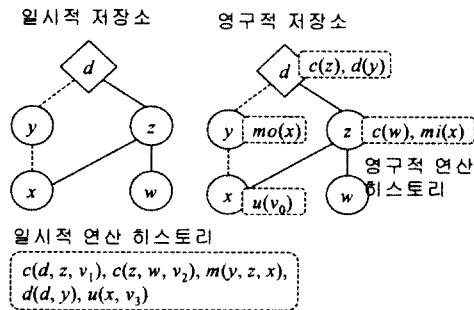 일시적 저장소
영구적 저장소
d
y
z
x
w
d
c(z), d(y)
y
mo(x)
z
c(w), mi(x)
x
u(v₀)
w
영구적 연산
히스토리
일시적 연산 히스토리
c(d, z, v₁), c(z, w, v₂), m(y, z, x),
d(d, y), u(x, v₃)